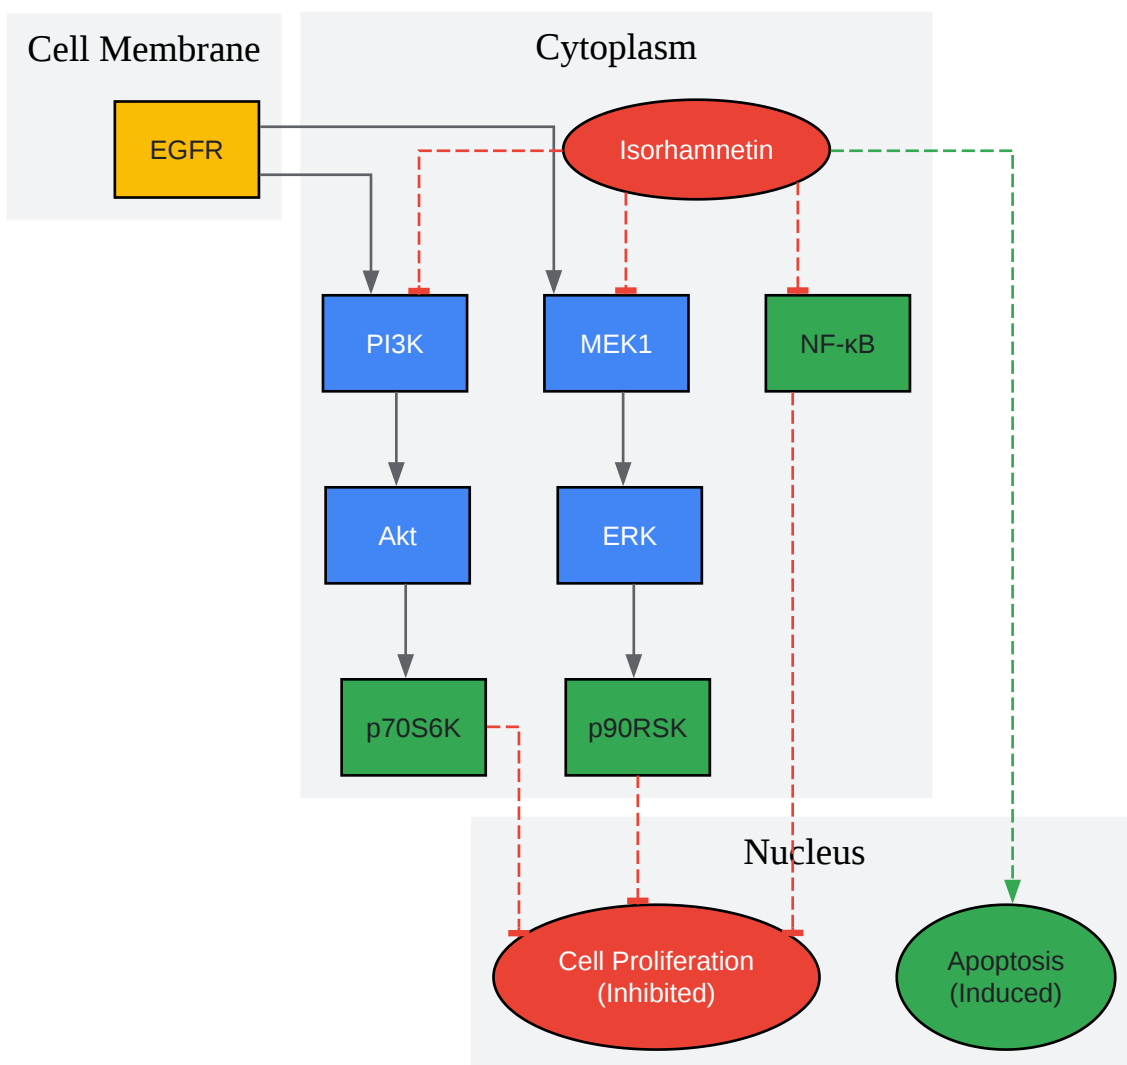 Cell Membrane
Cytoplasm
EGFR
Isorhamnetin
PI3K
MEK1
NF-κB
Akt
ERK
p70S6K
p90RSK
Nucleus
Cell Proliferation
(Inhibited)
Apoptosis
(Induced)